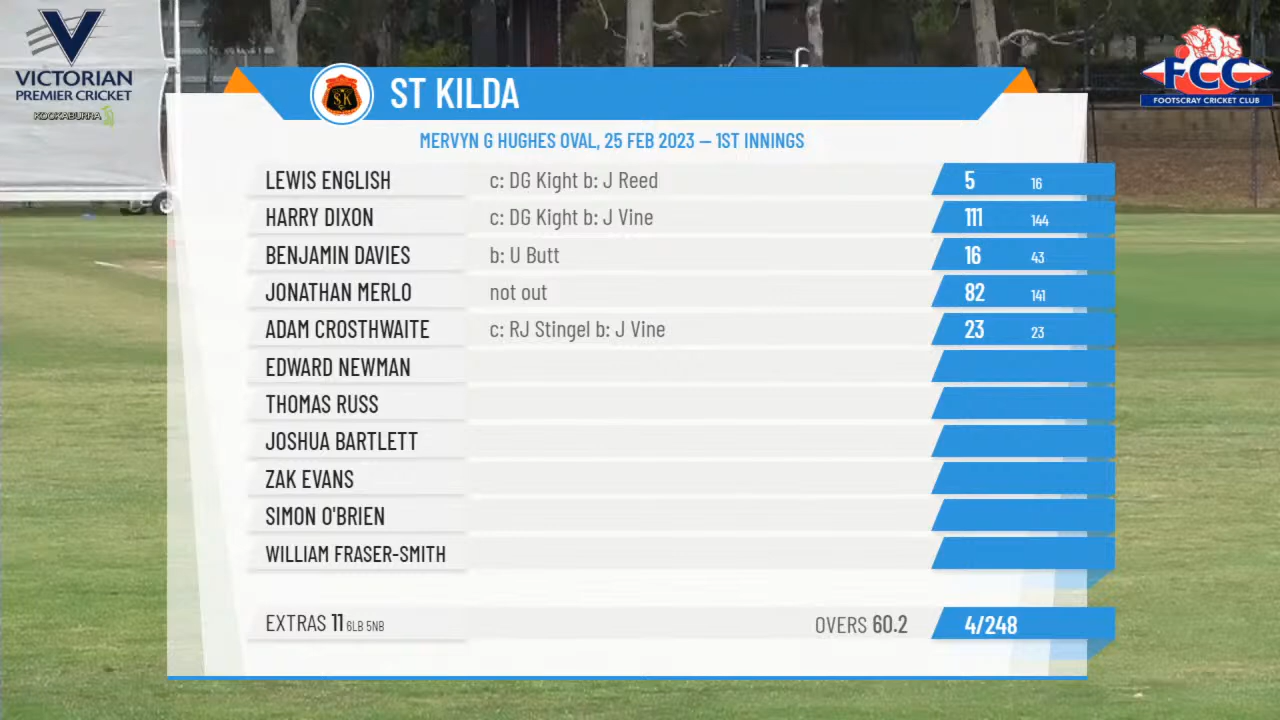 VICTORIAN
PREMIER CRICKET
KOOKABURRA
FCC
FOOTSCRAY CRICKET CLUB
SK
ST KILDA
MERVYN G HUGHES OVAL, 25 FEB 2023 – 1ST INNINGS
LEWIS ENGLISH c: DG Kight b: J Reed 5 16
HARRY DIXON c: DG Kight b: J Vine 111 144
BENJAMIN DAVIES b: U Butt 16 43
JONATHAN MERLO not out 82 141
ADAM CROSTHWAITE c: RJ Stingel b: J Vine 23 23
EDWARD NEWMAN
THOMAS RUSS
JOSHUA BARTLETT
ZAK EVANS
SIMON O'BRIEN
WILLIAM FRASER-SMITH
EXTRAS 11 6LB 5NB OVERS 60.2 4/248